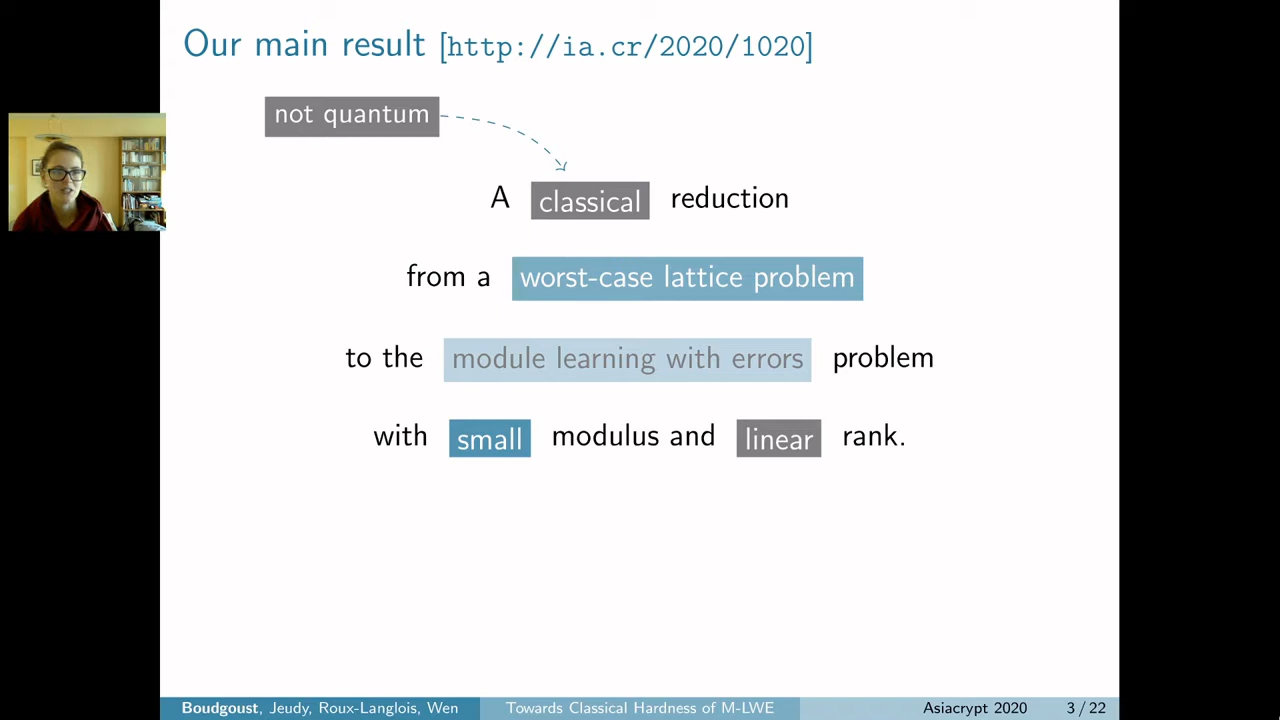 Our main result [http://ia.cr/2020/1020]
not quantum
A classical reduction
from a worst-case lattice problem
to the module learning with errors problem
with small modulus and linear rank.
Boudgoust, Jeudy, Roux-Langlois, Wen Towards Classical Hardness of M-LWE Asiacrypt 2020 3 / 22